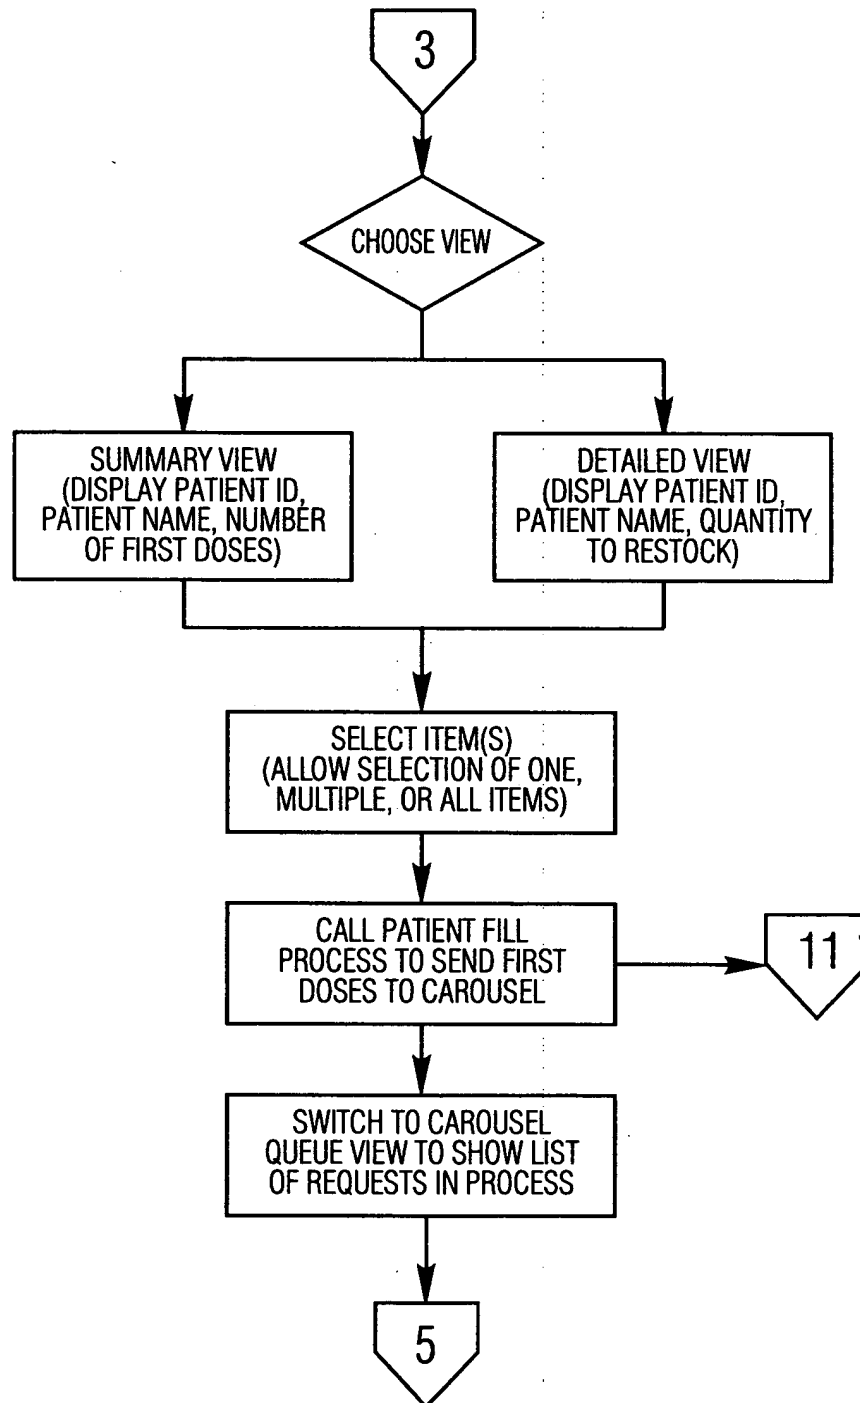 3
CHOOSE VIEW
SUMMARY VIEW
(DISPLAY PATIENT ID,
PATIENT NAME, NUMBER
OF FIRST DOSES)
DETAILED VIEW
(DISPLAY PATIENT ID,
PATIENT NAME, QUANTITY
TO RESTOCK)
SELECT ITEM(S)
(ALLOW SELECTION OF ONE,
MULTIPLE, OR ALL ITEMS)
CALL PATIENT FILL
PROCESS TO SEND FIRST
DOSES TO CAROUSEL
11
SWITCH TO CAROUSEL
QUEUE VIEW TO SHOW LIST
OF REQUESTS IN PROCESS
5